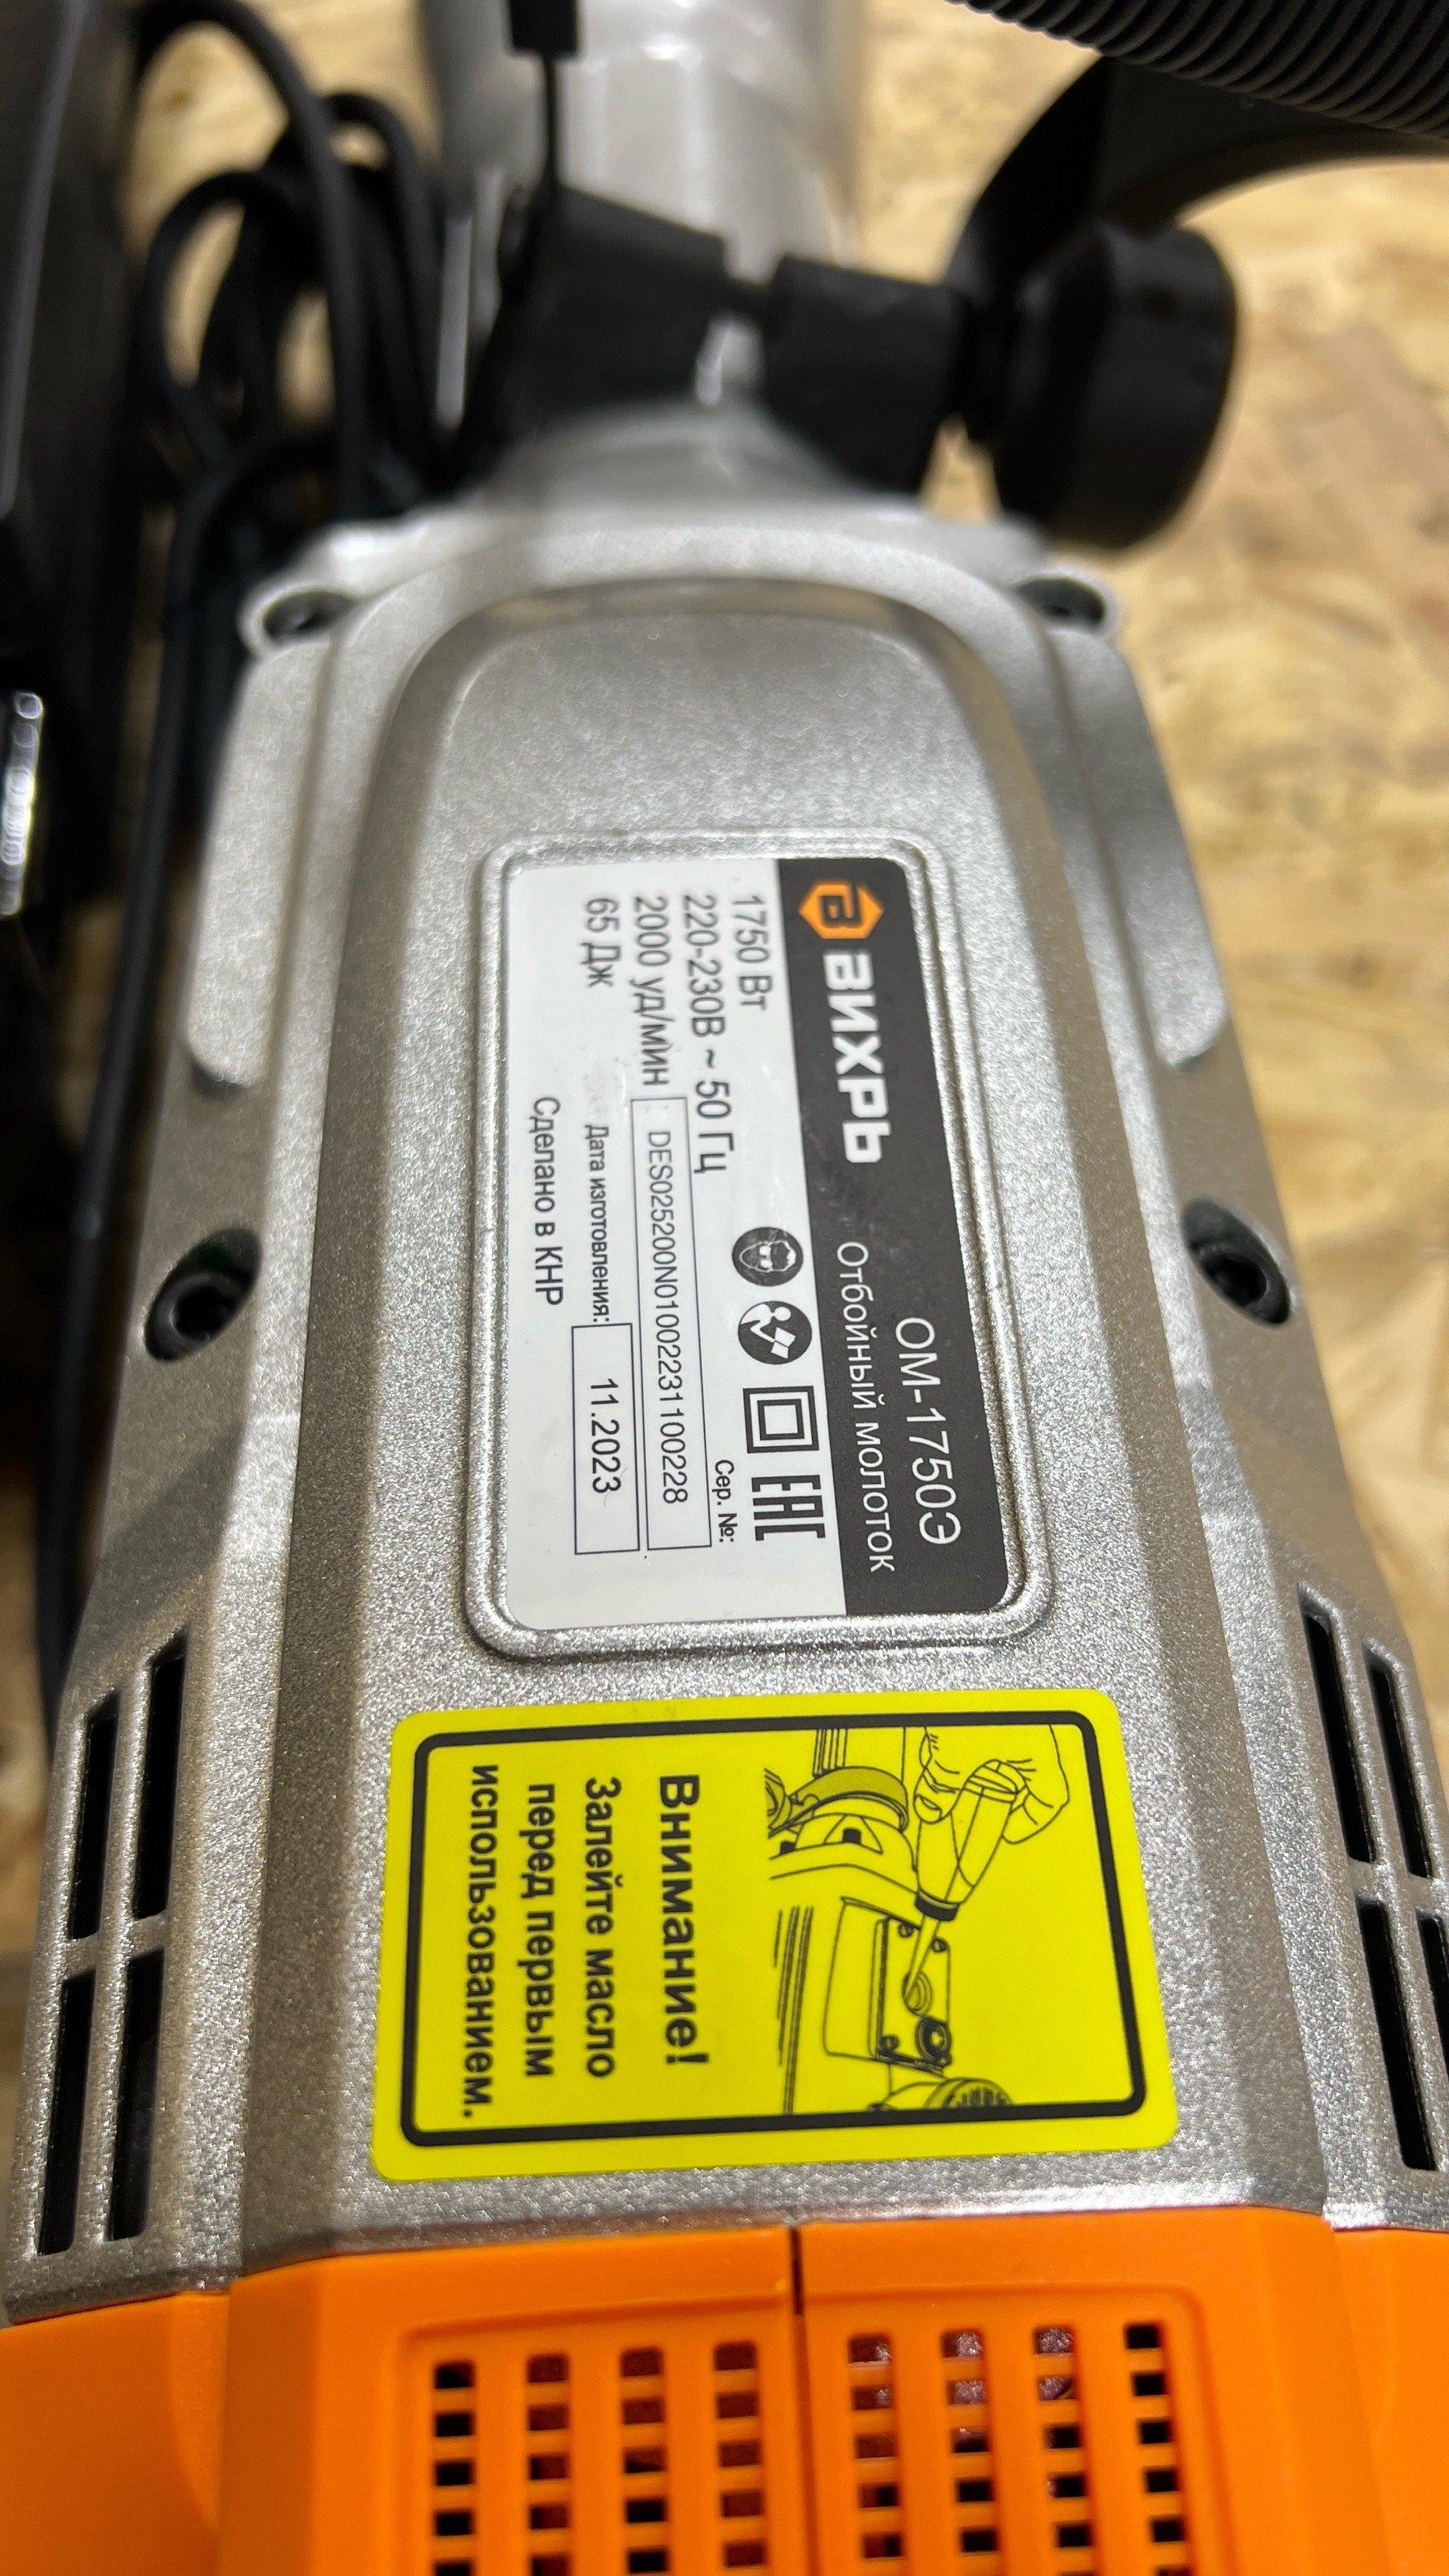 ВИХРЬ
ОМ-1750Э
Отбойный молоток
1750 Вт
220-230В ~ 50 Гц
2000 уд/мин
65 Дж
EAC
Сер. №:
DES025200N01002231100228
Дата изготовления:
11.2023
Сделано в КНР
Внимание!
Залейте масло
перед первым
использованием.